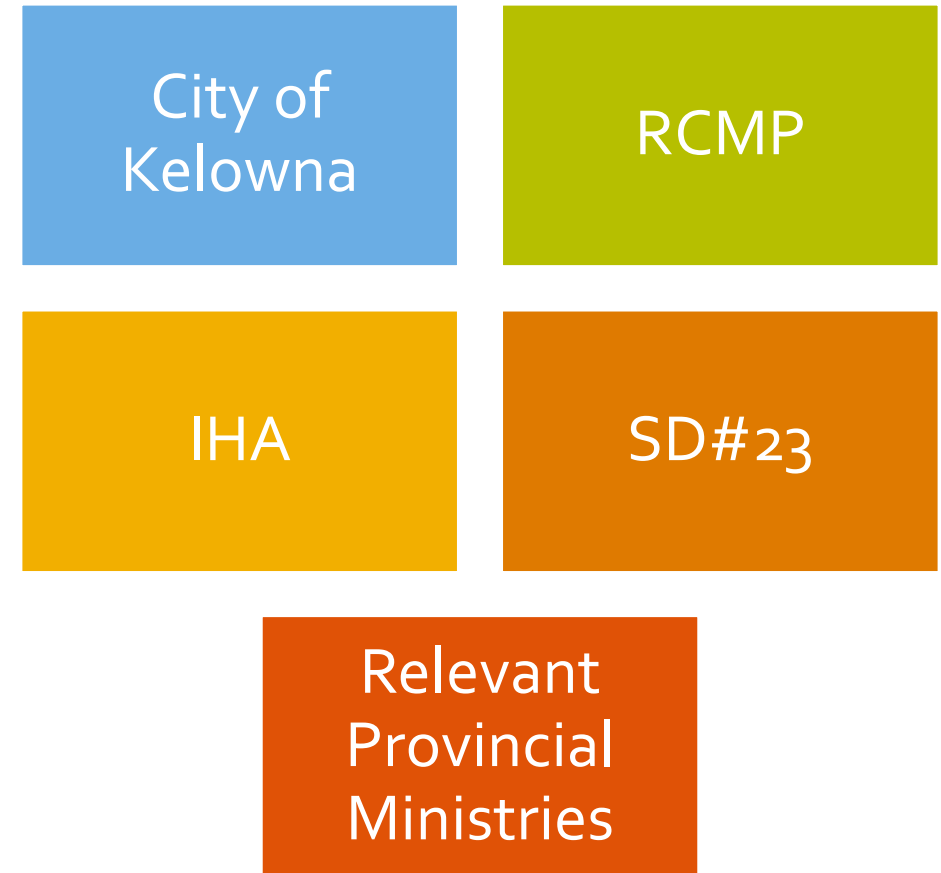 City of
Kelowna
RCMP
IHA
SD#23
Relevant
Provincial
Ministries